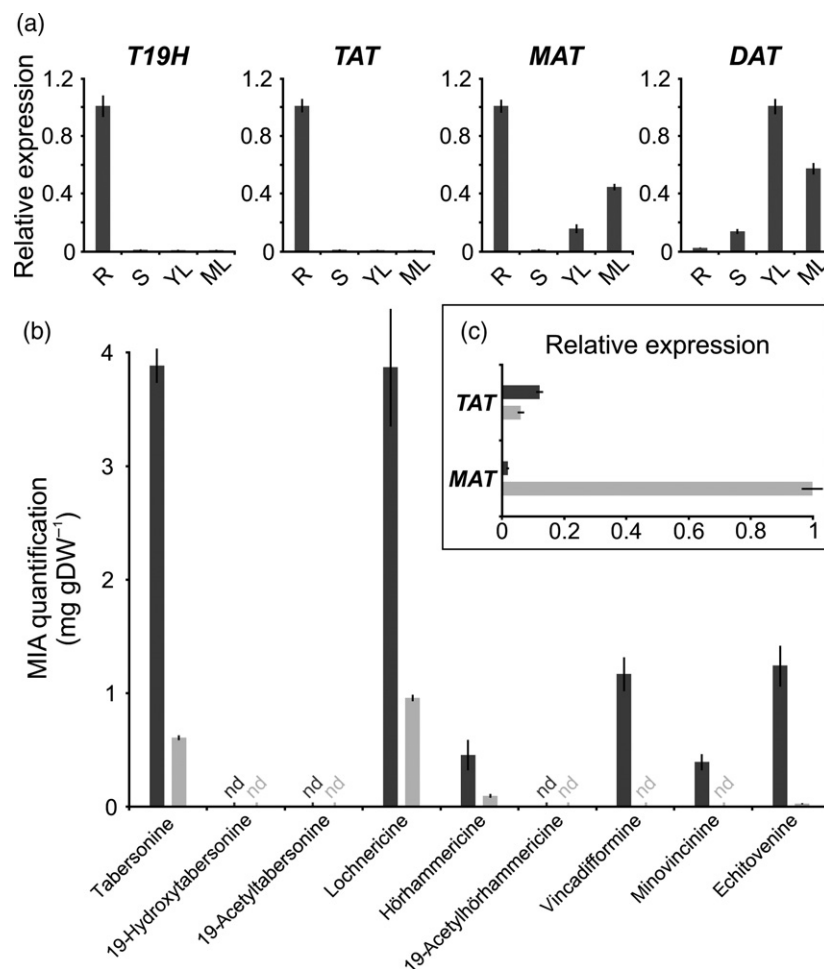 (a)
T19H TAT MAT DAT
Relative expression
1.2 1.2 1.2 1.2
0.8 0.8 0.8 0.8
0.4 0.4 0.4 0.4
0 0 0 0
R S YL ML R S YL ML R S YL ML R S YL ML
(b)
MIA quantification
(mg gDW⁻¹)
4
3
2
1
0
nd nd nd nd nd nd nd nd
Tabersonine
19-Hydroxytabersonine
19-Acetyltabersonine
Lochnericine
Hörhammericine
19-Acetylhörhammericine
Vincadifformine
Minovincinine
Echitovenine
(c)
Relative expression
TAT
MAT
0 0.2 0.4 0.6 0.8 1